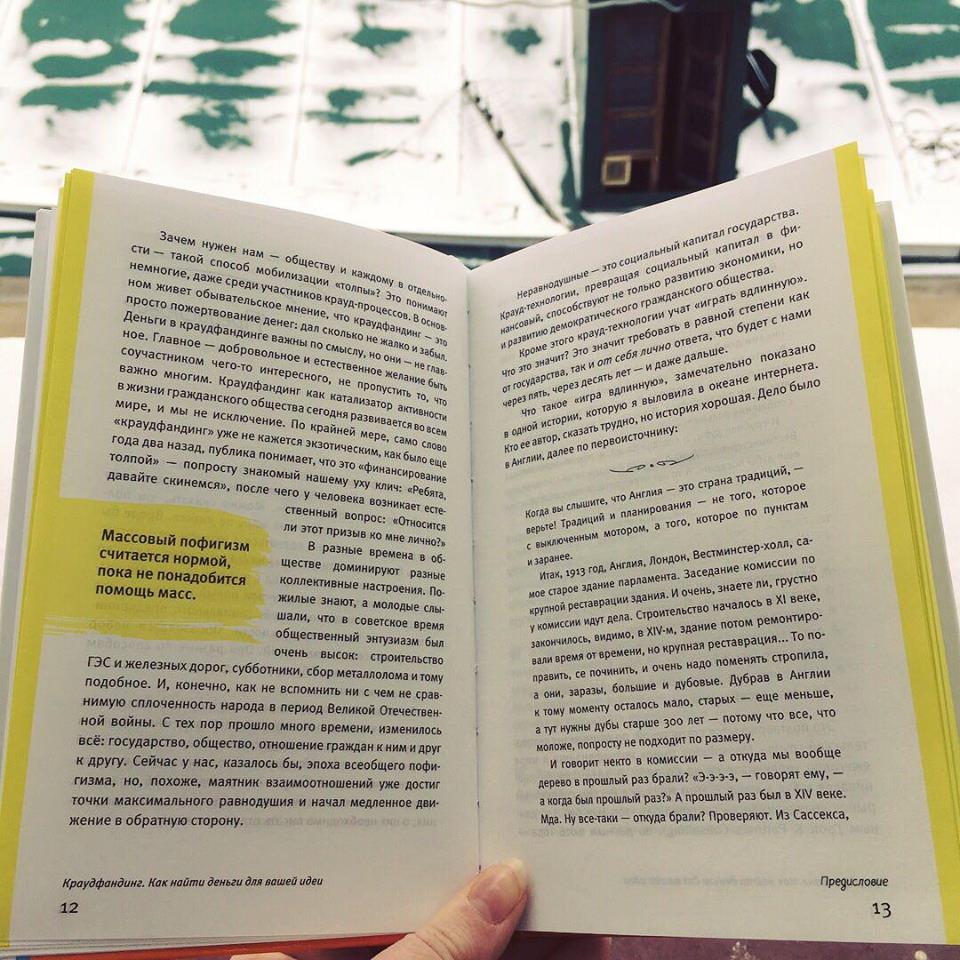 Зачем нужен нам — обществу и каждому в отдельно-
сти — такой способ мобилизации «толпы»? Это понимают
немногие, даже среди участников крауд-процессов. В основ-
ном живет обывательское мнение, что краудфандинг — это
просто пожертвование денег: дал сколько не жалко и забыл.
Деньги в краудфандинге важны по смыслу, но они — не глав-
ное. Главное — добровольное и естественное желание быть
соучастником чего-то интересного, не пропустить то, что
важно многим. Краудфандинг как катализатор активности
в жизни гражданского общества сегодня развивается во всем
мире, и мы не исключение. По крайней мере, само слово
«краудфандинг» уже не кажется экзотическим, как было еще
года два назад, публика понимает, что это «финансирование
толпой» — попросту знакомый нашему уху клич: «Ребята,
давайте скинемся», после чего у человека возникает есте-
ственный вопрос: «Относится
ли этот призыв ко мне лично?»
В разные времена в об-
ществе доминируют разные
коллективные настроения. По-
жилые знают, а молодые слы-
шали, что в советское время
общественный энтузиазм был
очень высок: строительство
ГЭС и железных дорог, субботники, сбор металлолома и тому
подобное. И, конечно, как не вспомнить ни с чем не срав-
нимую сплоченность народа в период Великой Отечествен-
ной войны. С тех пор прошло много времени, изменилось
всё: государство, общество, отношение граждан к ним и друг
к другу. Сейчас у нас, казалось бы, эпоха всеобщего пофи-
гизма, но, похоже, маятник взаимоотношений уже достиг
точки максимального равнодушия и начал медленное дви-
жение в обратную сторону.
Массовый пофигизм
считается нормой,
пока не понадобится
помощь масс.
Краудфандинг. Как найти деньги для вашей идеи
12
Неравнодушные — это социальный капитал государства.
Крауд-технологии, превращая социальный капитал в фи-
нансовый, способствуют не только развитию экономики, но
и развитию демократического гражданского общества.
Кроме этого крауд-технологии учат «играть вдлинную».
Что это значит? Это значит требовать в равной степени как
от государства, так и от себя лично ответа, что будет с нами
через пять, через десять лет — и даже дальше.
Что такое «игра вдлинную», замечательно показано
в одной истории, которую я выловила в океане интернета.
Кто ее автор, сказать трудно, но история хорошая. Дело было
в Англии, далее по первоисточнику:
Когда вы слышите, что Англия — это страна традиций, —
верьте! Традиций и планирования — не того, которое
с выключенным мотором, а того, которое по пунктам
и заранее.
Итак, 1913 год, Англия, Лондон, Вестминстер-холл, са-
мое старое здание парламента. Заседание комиссии по
крупной реставрации здания. И очень, знаете ли, грустно
у комиссии идут дела. Строительство началось в XI веке,
закончилось, видимо, в XIV-м, здание потом ремонтиро-
вали время от времени, но крупная реставрация... То по-
править, се починить, и очень надо поменять стропила,
а они, заразы, большие и дубовые. Дубрав в Англии
к тому моменту осталось мало, старых — еще меньше,
а тут нужны дубы старше 300 лет — потому что все, что
моложе, попросту не подходит по размеру.
И говорит некто в комиссии — а откуда мы вообще
дерево в прошлый раз брали? «Э-э-э-э, — говорят ему, —
а когда был прошлый раз?» А прошлый раз был в XIV веке.
Мда. Ну все-таки — откуда брали? Проверяют. Из Сассекса,
Предисловие
13